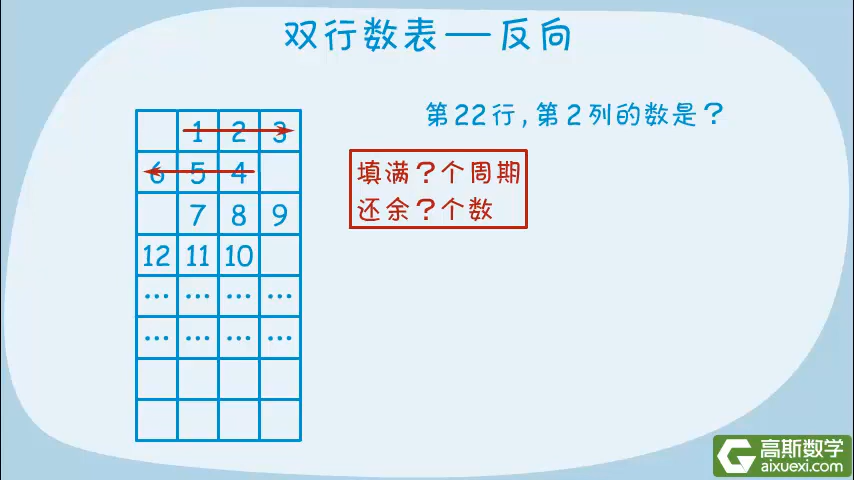 双行数表—反向
第22行,第2列的数是?
1 2 3
6 5 4
填满?个周期
还余?个数
7 8 9
12 11 10
... ... ... ...
... ... ... ...
高斯数学
aixuexi.com